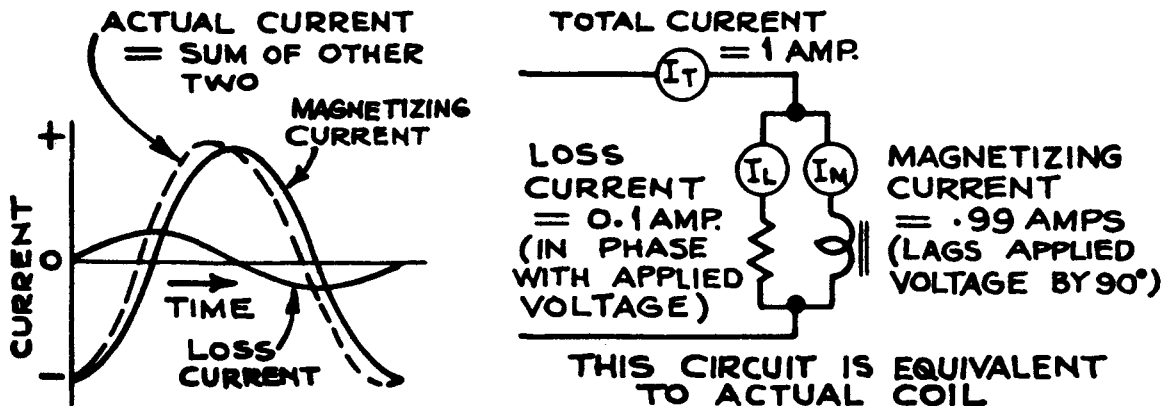 ACTUAL CURRENT
= SUM OF OTHER
TWO
MAGNETIZING
CURRENT
+
CURRENT
0
-
TIME
LOSS
CURRENT
TOTAL CURRENT
= 1 AMP.
IT
LOSS
CURRENT
= 0.1 AMP.
(IN PHASE
WITH APPLIED
VOLTAGE)
IL
IM
MAGNETIZING
CURRENT
= .99 AMPS
(LAGS APPLIED
VOLTAGE BY 90°)
THIS CIRCUIT IS EQUIVALENT
TO ACTUAL COIL